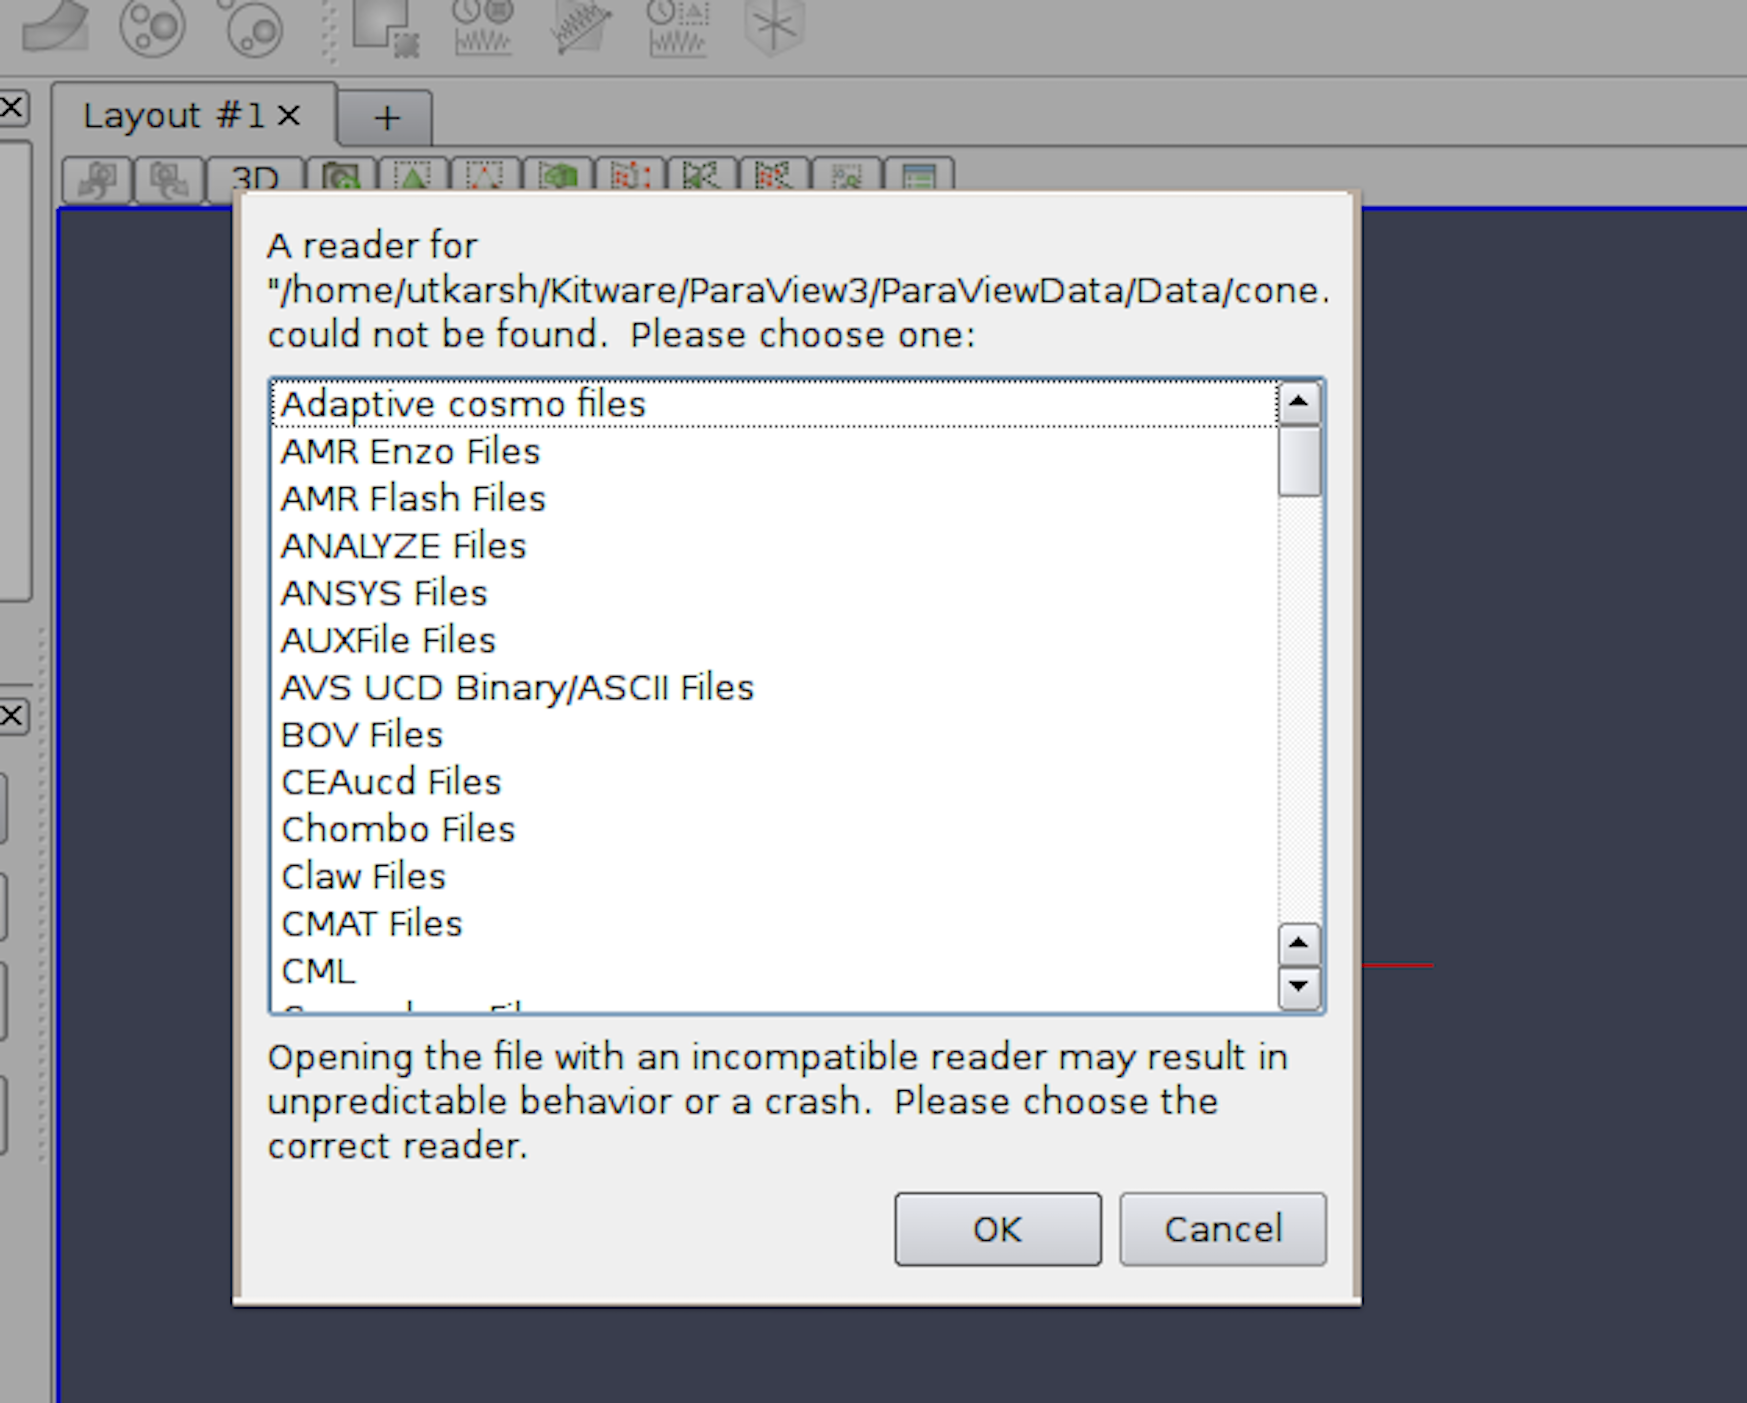 Layout #1
3D
A reader for
"/home/utkarsh/Kitware/ParaView3/ParaViewData/Data/cone.
could not be found.  Please choose one:
Adaptive cosmo files
AMR Enzo Files
AMR Flash Files
ANALYZE Files
ANSYS Files
AUXFile Files
AVS UCD Binary/ASCII Files
BOV Files
CEAucd Files
Chombo Files
Claw Files
CMAT Files
CML
Opening the file with an incompatible reader may result in
unpredictable behavior or a crash.  Please choose the
correct reader.
OK
Cancel